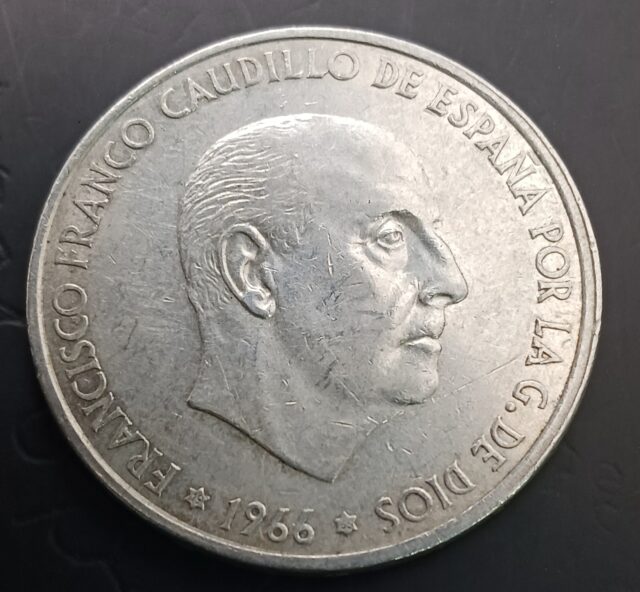 FRANCISCO FRANCO CAUDILLO DE ESPAÑA POR LA G. DE DIOS
1966